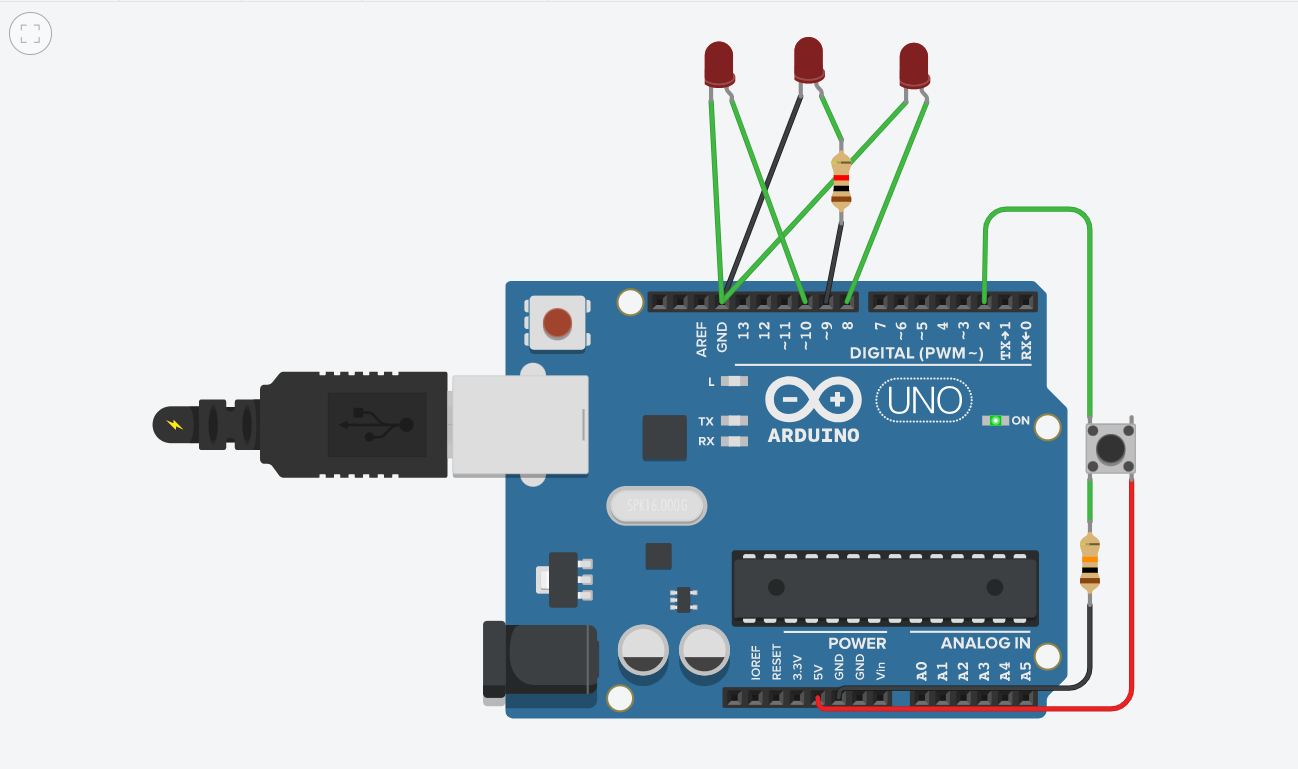 AREF
GND
13
12
~11
~10
~9
8
7
~6
~5
4
~3
2
TX→1
RX←0
DIGITAL (PWM~)
L
TX
RX
UNO
ON
ARDUINO
SPK16.000G
POWER
ANALOG IN
IOREF
RESET
3.3V
5V
GND
GND
Vin
A0
A1
A2
A3
A4
A5